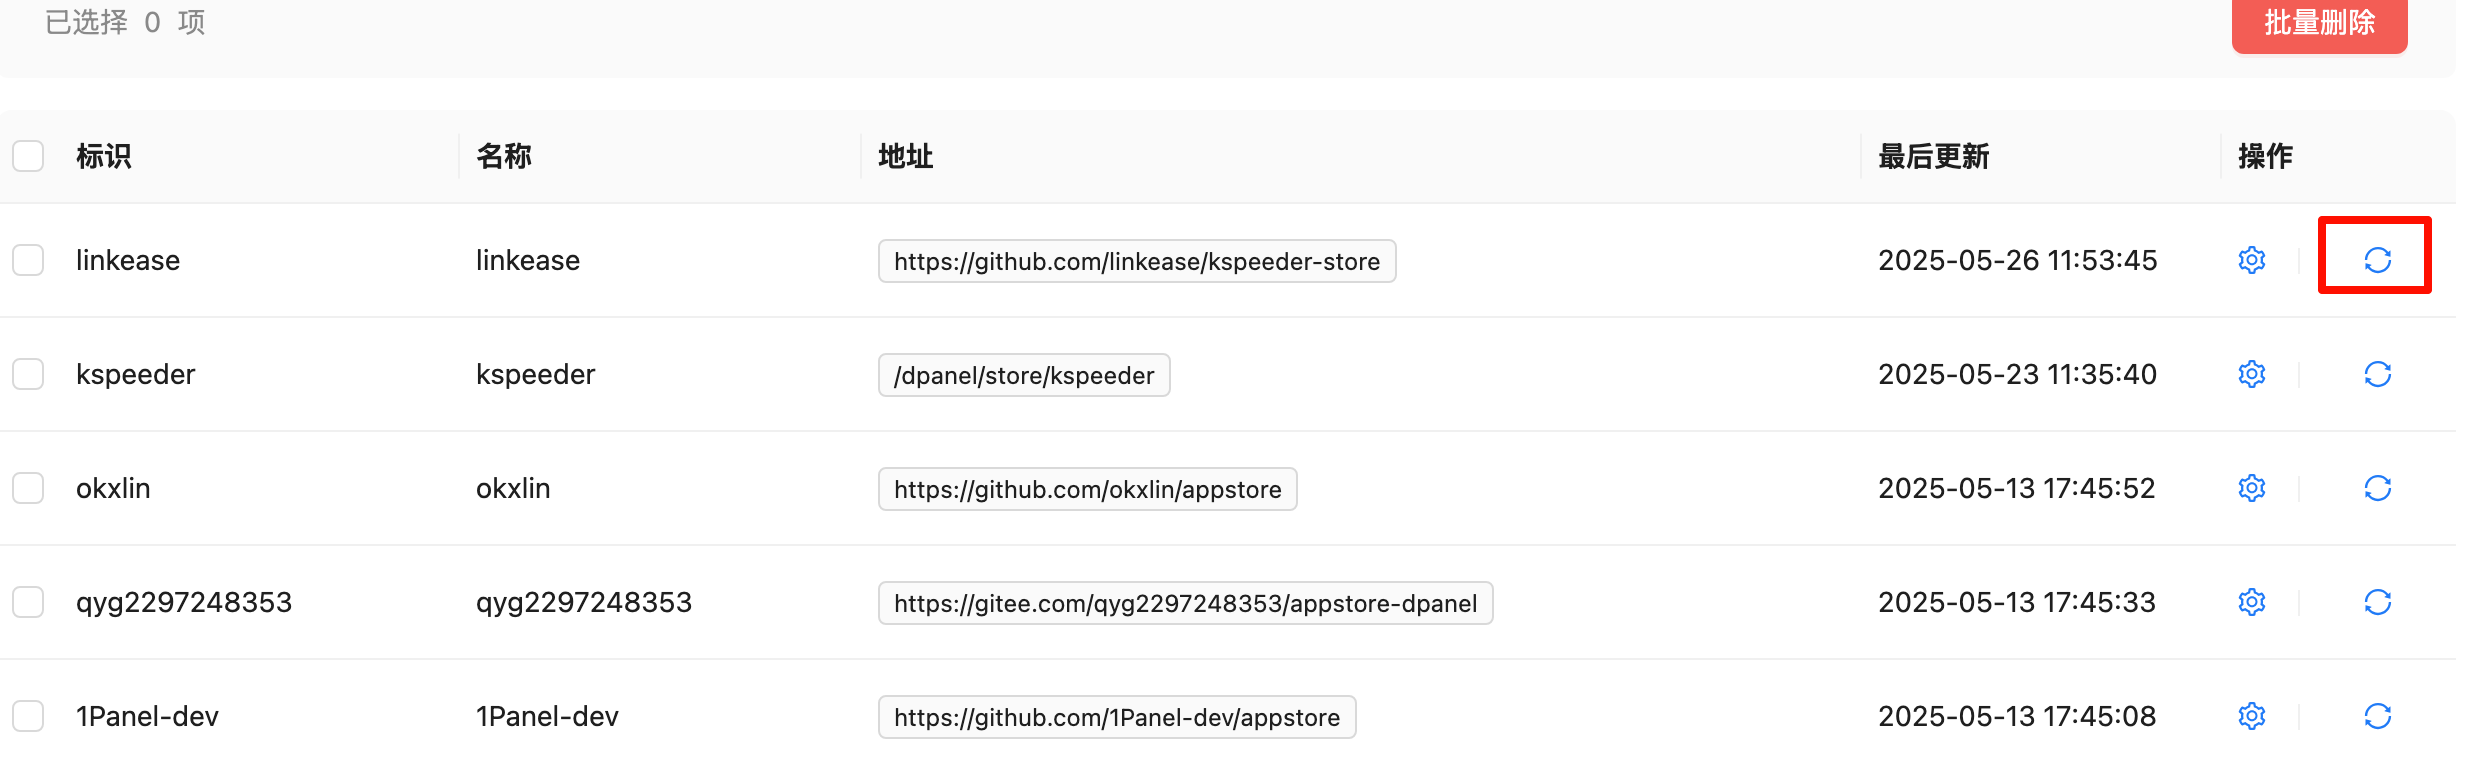 已选择 0 项
批量删除
标识 名称 地址 最后更新 操作
linkease linkease https://github.com/linkease/kspeeder-store 2025-05-26 11:53:45
kspeeder kspeeder /dpanel/store/kspeeder 2025-05-23 11:35:40
okxlin okxlin https://github.com/okxlin/appstore 2025-05-13 17:45:52
qyg2297248353 qyg2297248353 https://gitee.com/qyg2297248353/appstore-dpanel 2025-05-13 17:45:33
1Panel-dev 1Panel-dev https://github.com/1Panel-dev/appstore 2025-05-13 17:45:08